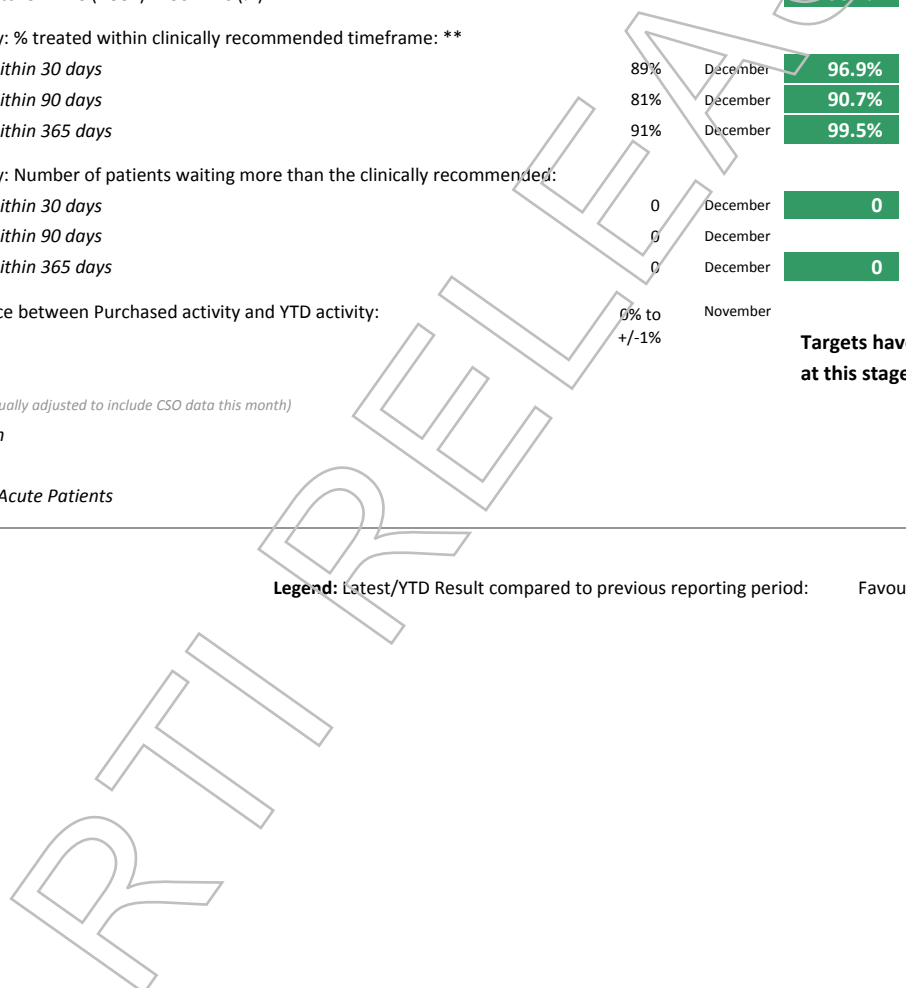 y: % treated within clinically recommended timeframe: **
ithin 30 days 89% December 96.9%
ithin 90 days 81% December 90.7%
ithin 365 days 91% December 99.5%
y: Number of patients waiting more than the clinically recommended:
ithin 30 days 0 December 0
ithin 90 days 0 December
ithin 365 days 0 December 0
ce between Purchased activity and YTD activity: 0% to November
+/-1%
Targets hav
at this stage
ually adjusted to include CSO data this month)
n
Acute Patients
Legend: Latest/YTD Result compared to previous reporting period: Favou
RTI RELEAS